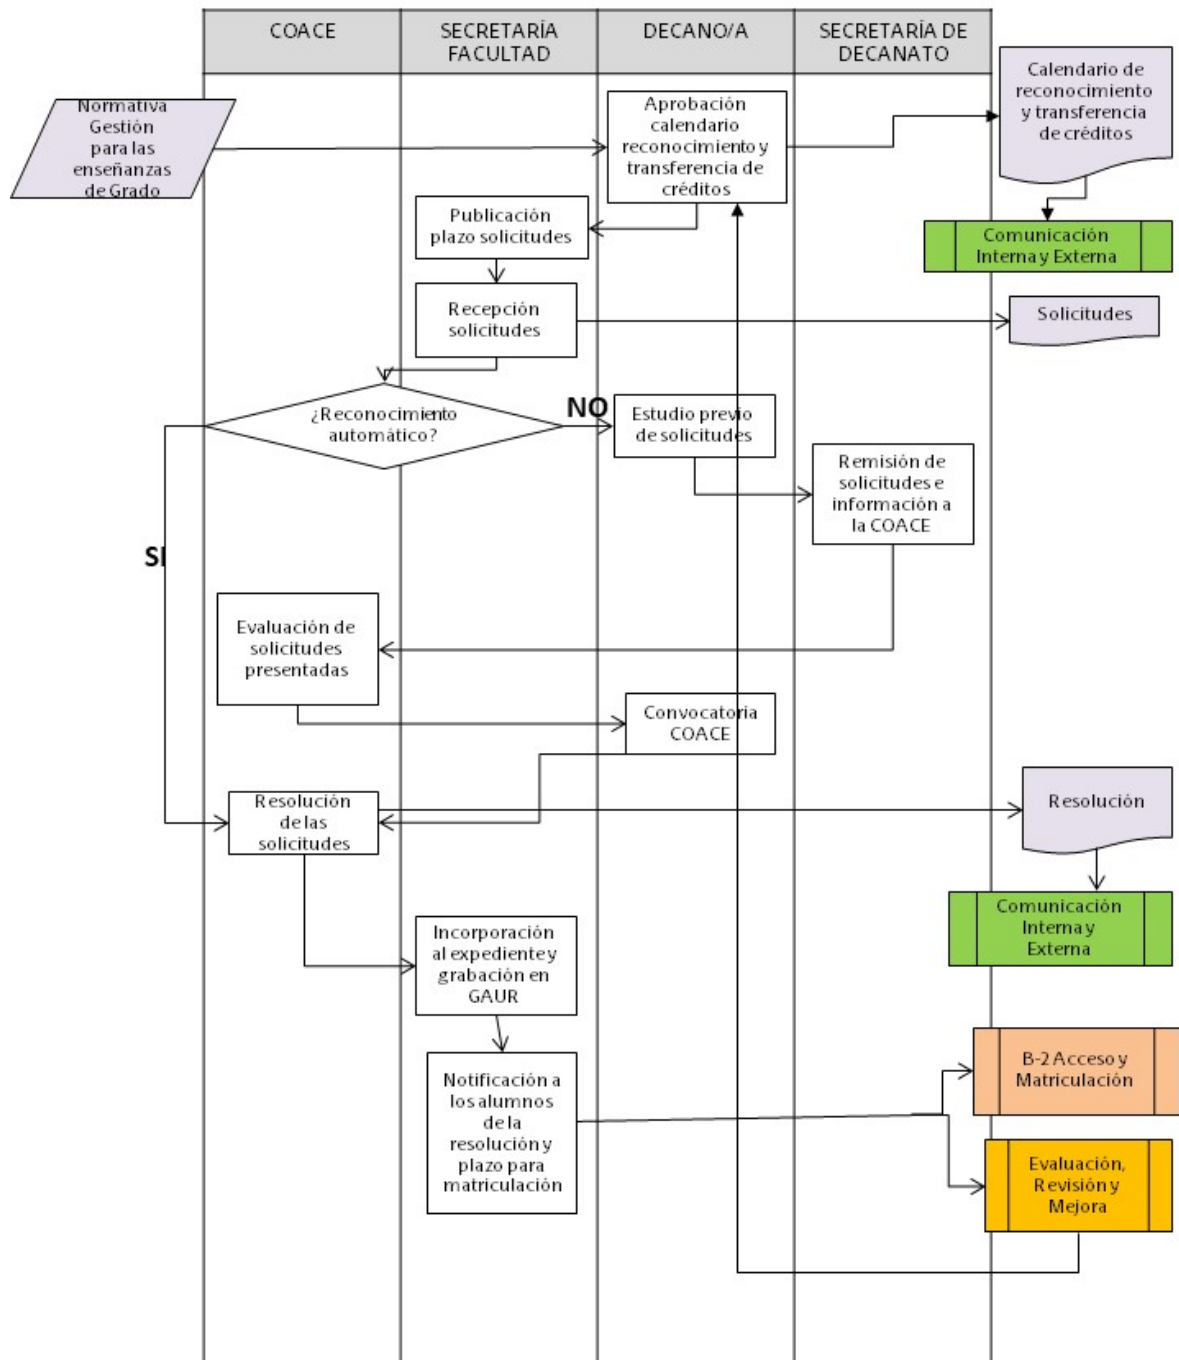 COACE
SECRETARÍA
FACULTAD
DECANO/A
SECRETARÍA DE
DECANATO
Normativa
Gestión
para las
enseñanzas
de Grado
Aprobación
calendario
reconocimiento y
transferencia de
créditos
Calendario de
reconocimiento
y transferencia
de créditos
Publicación
plazo solicitudes
Comunicación
Interna y Externa
Recepción
solicitudes
Solicitudes
¿Reconocimiento
automático?
NO
Estudio previo
de solicitudes
Remisión de
solicitudes e
información a
la COACE
SI
Evaluación de
solicitudes
presentadas
Convocatoria
COACE
Resolución
de las
solicitudes
Resolución
Comunicación
Interna y
Externa
Incorporación
al expediente y
grabación en
GAUR
B-2 Acceso y
Matriculación
Notificación a
los alumnos
de la
resolución y
plazo para
matriculación
Evaluación,
Revisión y
Mejora